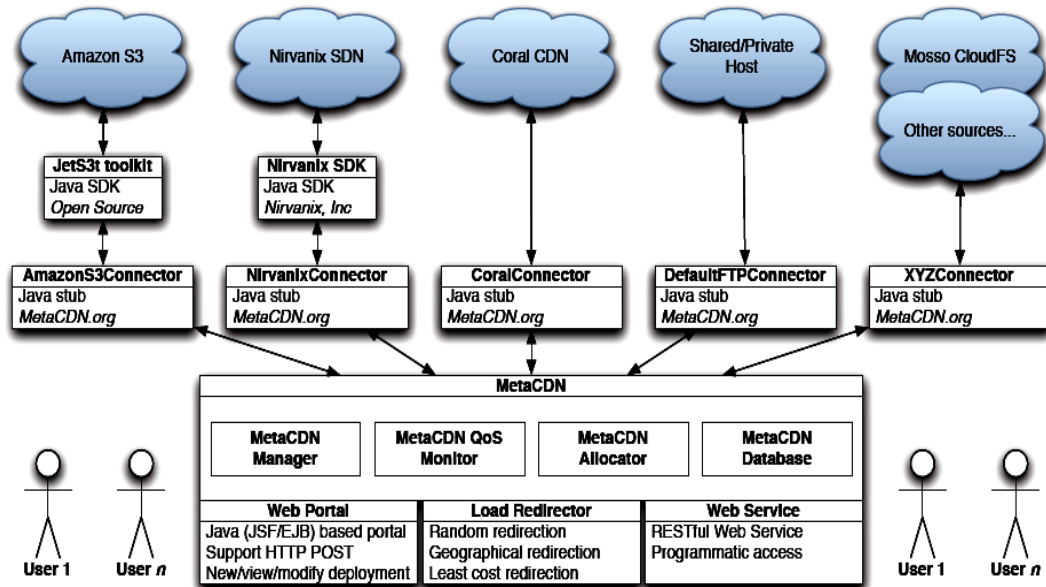 Amazon S3
Nirvanix SDN
Coral CDN
Shared/Private
Host
Mosso CloudFS
Other sources...
JetS3t toolkit
Java SDK
Open Source
Nirvanix SDK
Java SDK
Nirvanix, Inc
AmazonS3Connector
Java stub
MetaCDN.org
NirvanixConnector
Java stub
MetaCDN.org
CoralConnector
Java stub
MetaCDN.org
DefaultFTPConnector
Java stub
MetaCDN.org
XYZConnector
Java stub
MetaCDN.org
MetaCDN
MetaCDN
Manager
MetaCDN QoS
Monitor
MetaCDN
Allocator
MetaCDN
Database
Web Portal
Java (JSF/EJB) based portal
Support HTTP POST
New/view/modify deployment
Load Redirector
Random redirection
Geographical redirection
Least cost redirection
Web Service
RESTful Web Service
Programmatic access
User 1
User n
User 1
User n